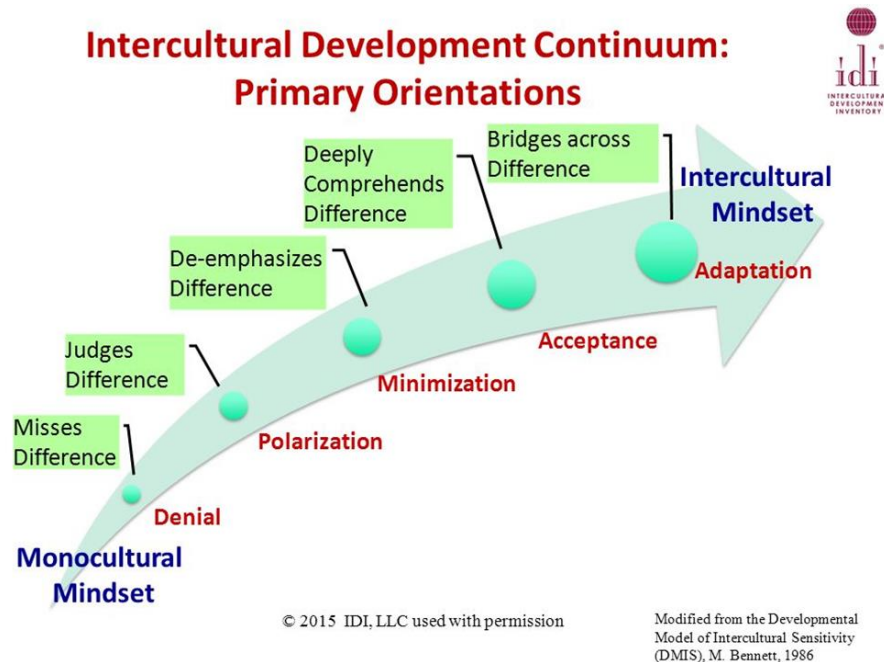 Intercultural Development Continuum:
Primary Orientations
idi®
INTERCULTURAL
DEVELOPMENT
INVENTORY
Bridges across
Difference
Deeply
Comprehends
Difference
Intercultural
Mindset
De-emphasizes
Difference
Adaptation
Judges
Difference
Acceptance
Minimization
Misses
Difference
Polarization
Denial
Monocultural
Mindset
© 2015 IDI, LLC used with permission
Modified from the Developmental
Model of Intercultural Sensitivity
(DMIS), M. Bennett, 1986